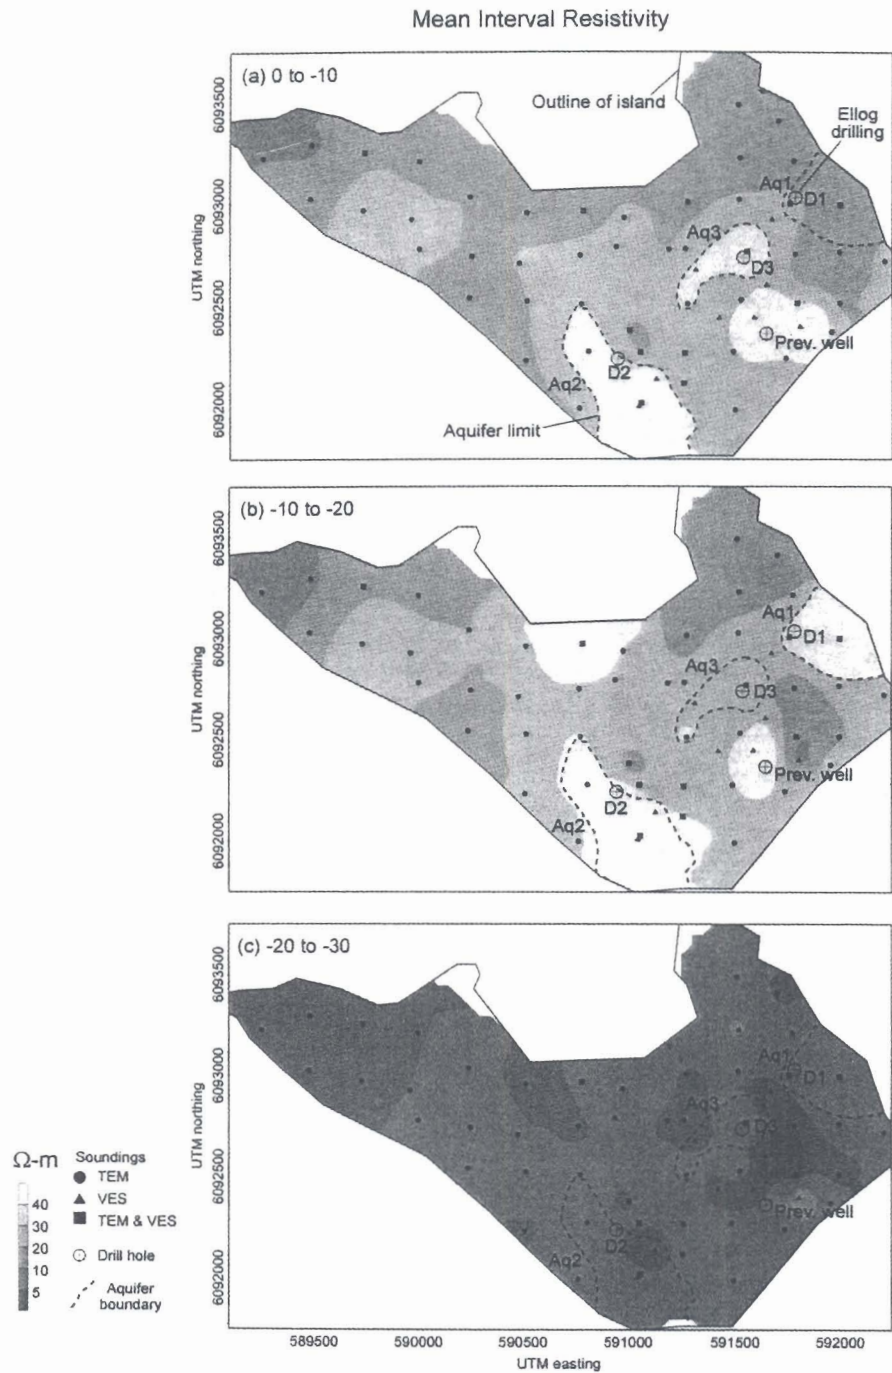 Mean Interval Resistivity
(a) 0 to -10
Outline of island
Ellog
drilling
Aq1
D1
Aq3
D3
Prev. well
D2
Aq2
Aquifer limit
UTM northing
6093500
6093000
6092500
6092000
(b) -10 to -20
Aq1
D1
Aq3
D3
Prev. well
D2
Aq2
UTM northing
6093500
6093000
6092500
6092000
(c) -20 to -30
Aq1
D1
Aq3
D3
Prev. well
D2
Aq2
UTM northing
6093500
6093000
6092500
6092000
589500 590000 590500 591000 591500 592000
UTM easting
Ω-m
40
30
20
10
5
Soundings
TEM
VES
TEM & VES
Drill hole
Aquifer
boundary